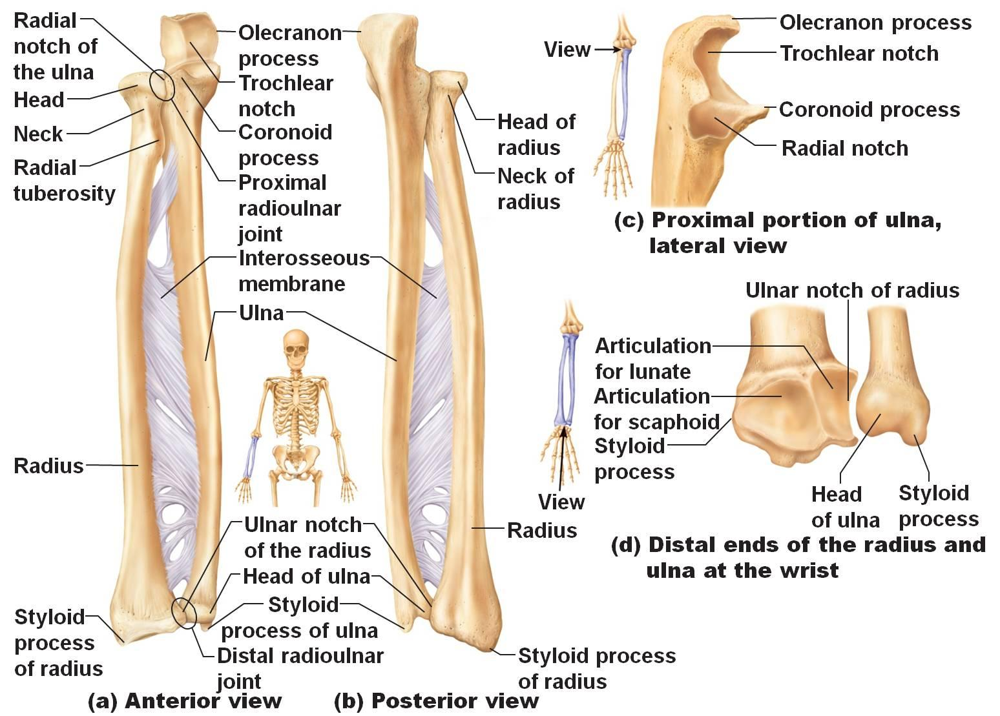 Radial
notch of
the ulna
Head
Neck
Radial
tuberosity
Olecranon
process
Trochlear
notch
Coronoid
process
Proximal
radioulnar
joint
Interosseous
membrane
Ulna
Radius
Ulnar notch
of the radius
Head of ulna
Styloid
process of ulna
Styloid
process
of radius
Distal radioulnar
joint
(a) Anterior view
Head of
radius
Neck of
radius
Radius
Styloid process
of radius
(b) Posterior view
View
Olecranon process
Trochlear notch
Coronoid process
Radial notch
(c) Proximal portion of ulna,
lateral view
Ulnar notch of radius
Articulation
for lunate
Articulation
for scaphoid
Styloid
process
View
Head
of ulna
Styloid
process
(d) Distal ends of the radius and
ulna at the wrist